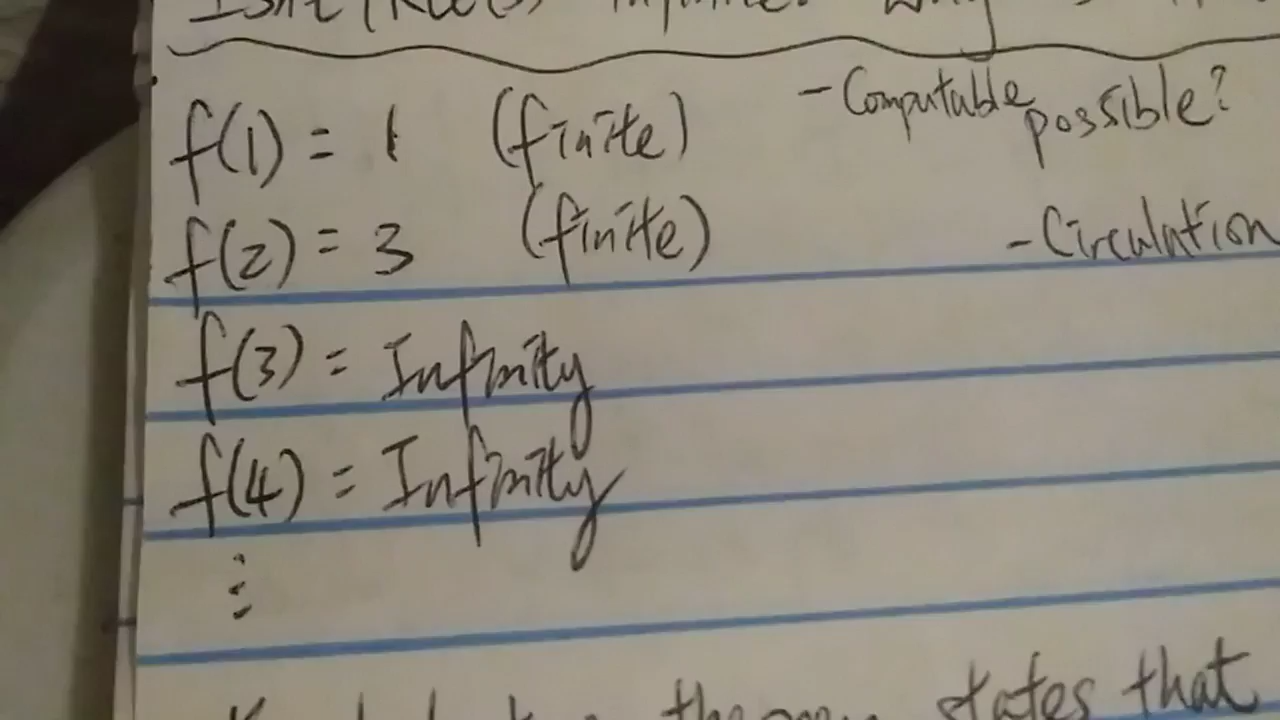 f(1) = 1 (finite) - Computable possible?
f(2) = 3 (finite) - Circulation
f(3) = Infinity
f(4) = Infinity
⋮
states that